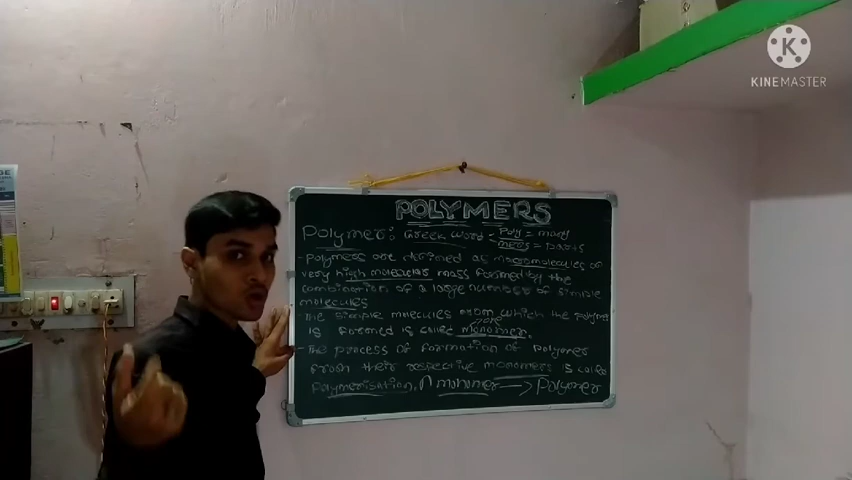 K
KINEMASTER
POLYMERS
Polymer: Greek word - Poly = many
meros = parts
- Polymers are defined as macromolecules of
very high molecular mass formed by the
combination of a large number of simple
molecules
- The simple molecules from which the polymer
is formed is called monomer.
- The process of formation of polymer
from their respective monomers is called
Polymerisation. n monomer → Polymer